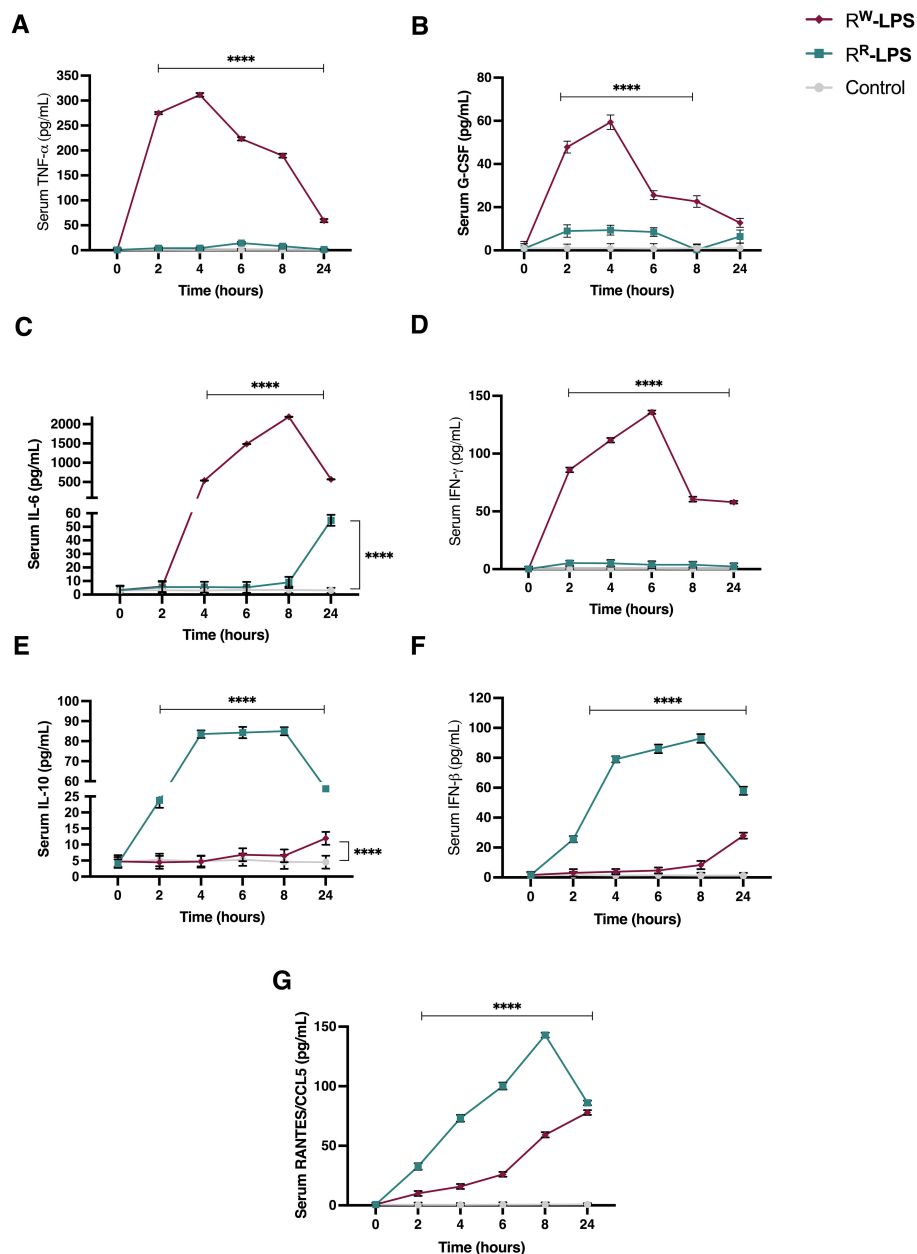 A
B
R^W-LPS
R^R-LPS
Control
****
350
300
250
200
150
100
50
0
Serum TNF-α (pg/mL)
0 2 4 6 8 24
Time (hours)
****
80
60
40
20
0
Serum G-CSF (pg/mL)
0 2 4 6 8 24
Time (hours)
C
D
****
2000
1500
1000
500
60
50
40
30
20
10
0
Serum IL-6 (pg/mL)
****
0 2 4 6 8 24
Time (hours)
****
150
100
50
0
Serum IFN-γ (pg/mL)
0 2 4 6 8 24
Time (hours)
E
F
****
100
90
80
70
60
25
20
15
10
5
0
Serum IL-10 (pg/mL)
****
0 2 4 6 8 24
Time (hours)
****
120
100
80
60
40
20
0
Serum IFN-β (pg/mL)
0 2 4 6 8 24
Time (hours)
G
****
150
100
50
0
Serum RANTES/CCL5 (pg/mL)
0 2 4 6 8 24
Time (hours)